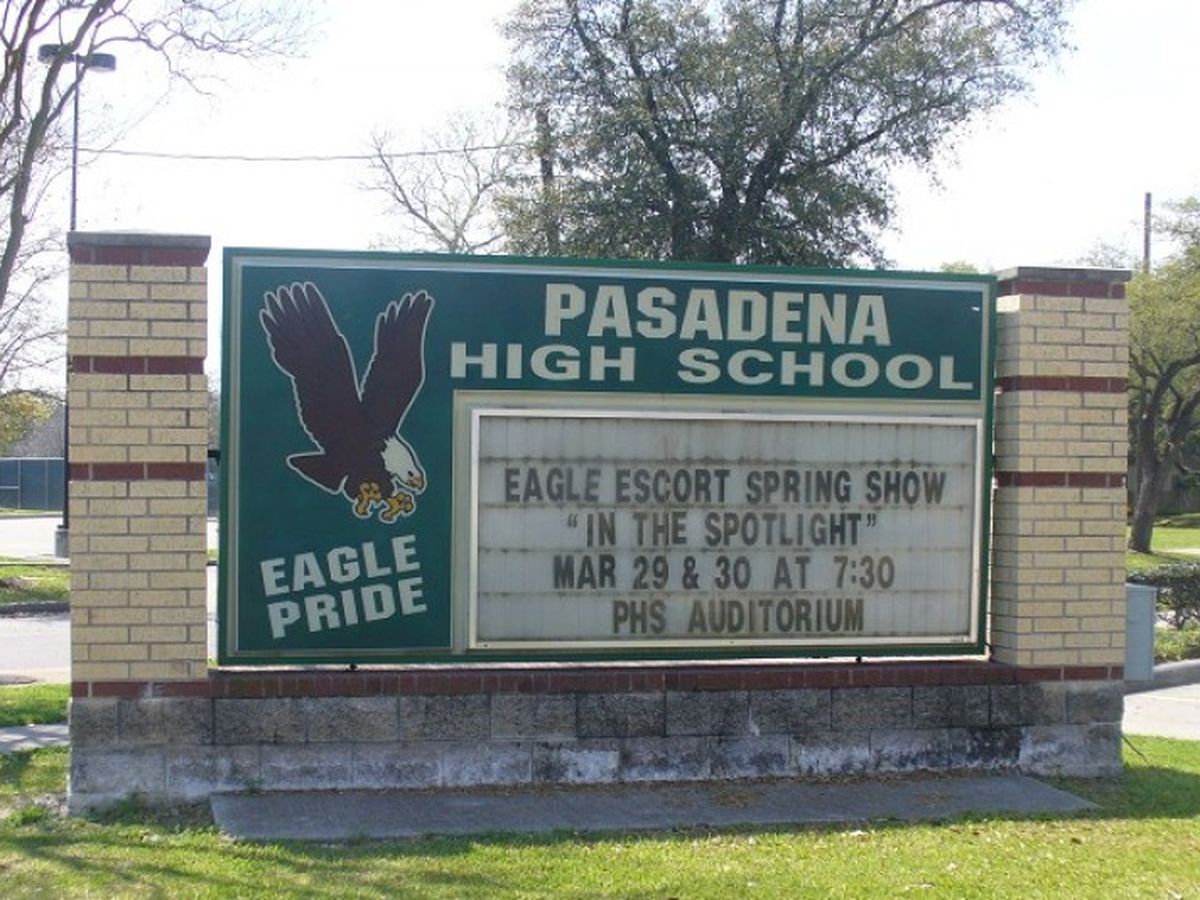 PASADENA
HIGH SCHOOL
EAGLE
PRIDE
EAGLE ESCORT SPRING SHOW
"IN THE SPOTLIGHT"
MAR 29 & 30 AT 7:30
PHS AUDITORIUM